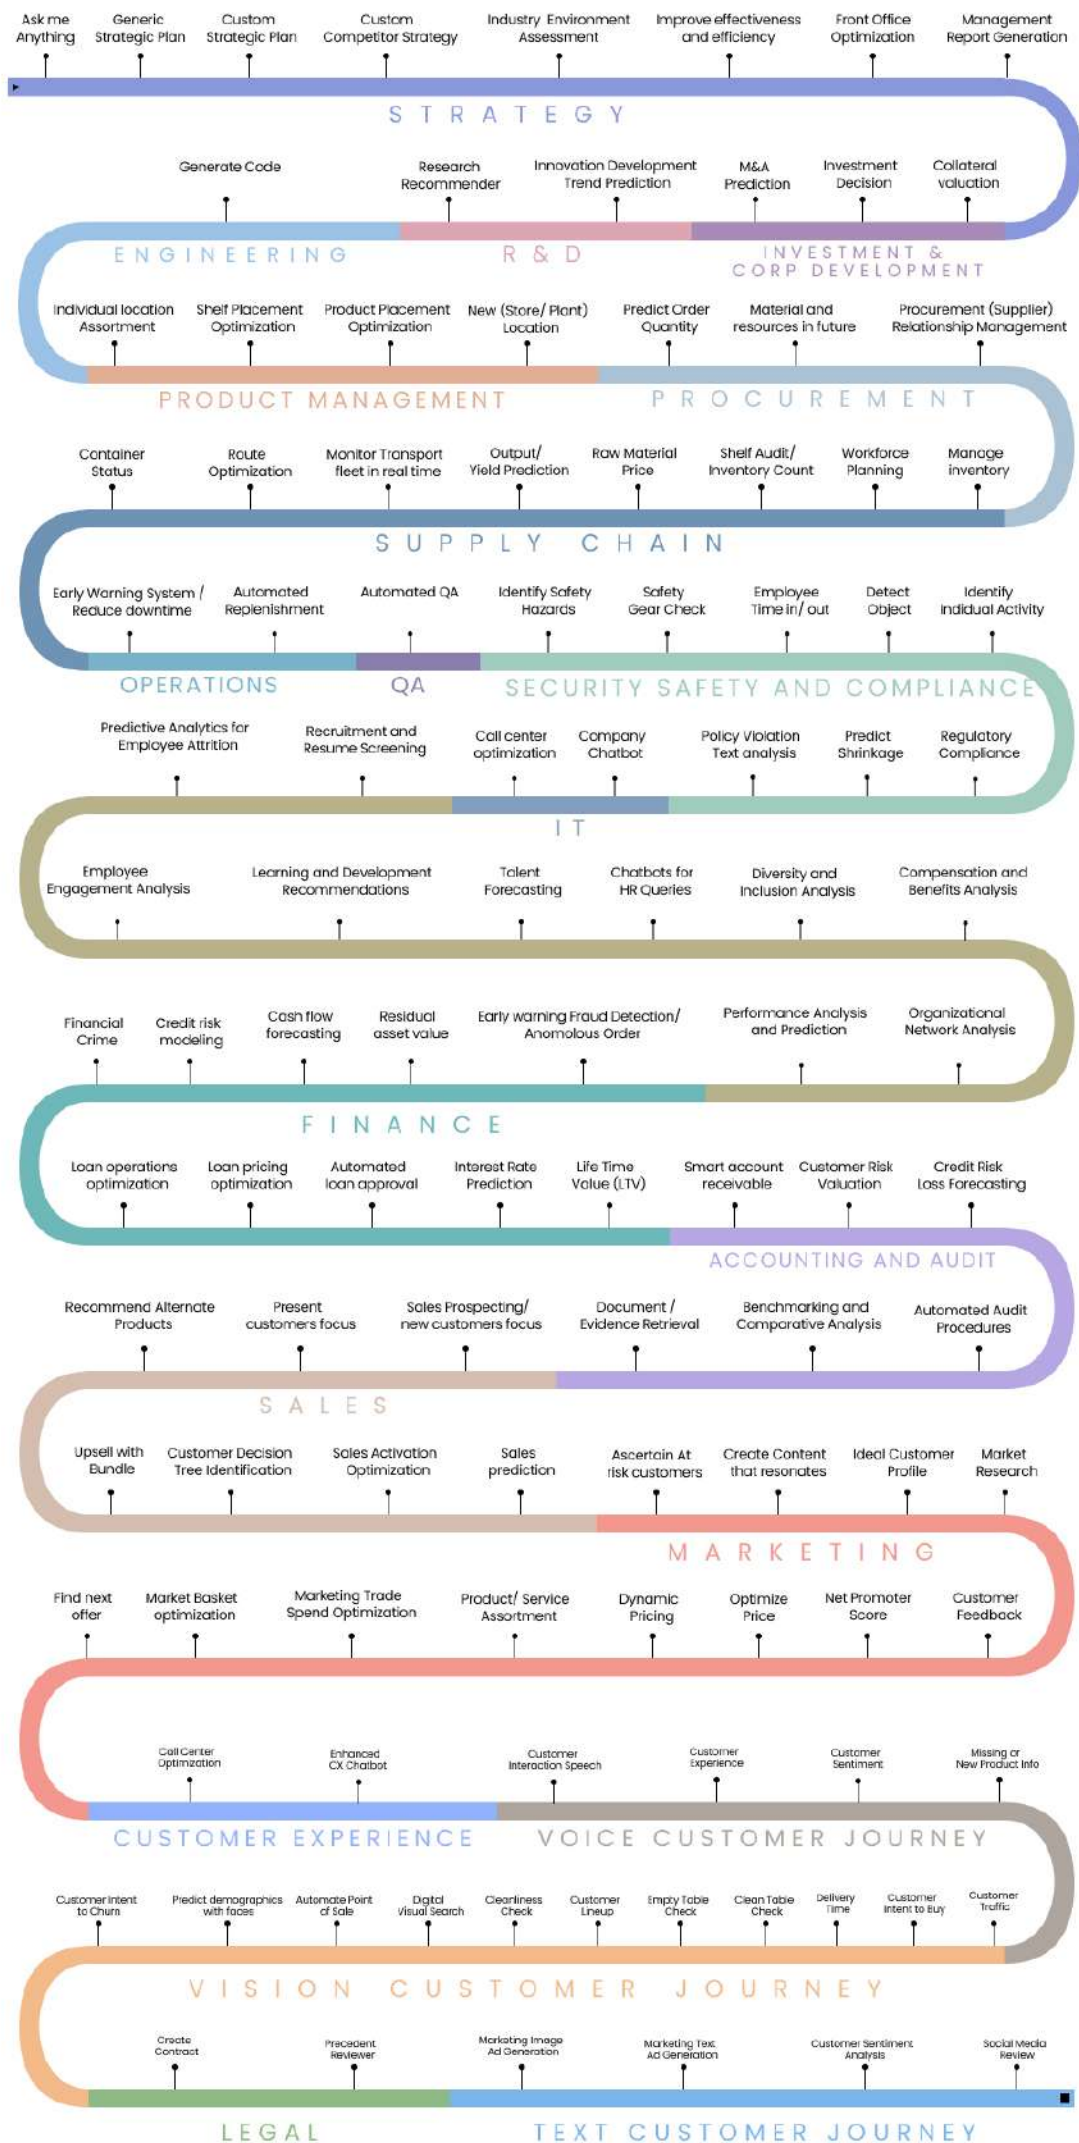 Ask me
Anything
Generic
Strategic Plan
Custom
Strategic Plan
Custom
Competitor Strategy
Industry Environment
Assessment
Improve effectiveness
and efficiency
Front Office
Optimization
Management
Report Generation
STRATEGY
Generate Code
Research
Recommender
Innovation Development
Trend Prediction
M&A
Prediction
Investment
Decision
Collateral
valuation
ENGINEERING
R & D
INVESTMENT &
CORP DEVELOPMENT
Individual location
Assortment
Shelf Placement
Optimization
Product Placement
Optimization
New (Store/ Plant)
Location
Predict Order
Quantity
Material and
resources in future
Procurement (Supplier)
Relationship Management
PRODUCT MANAGEMENT
PROCUREMENT
Container
Status
Route
Optimization
Monitor Transport
fleet in real time
Output/
Yield Prediction
Raw Material
Price
Shelf Audit/
Inventory Count
Workforce
Planning
Manage
inventory
SUPPLY CHAIN
Early Warning System /
Reduce downtime
Automated
Replenishment
Automated QA
Identify Safety
Hazards
Safety
Gear Check
Employee
Time in/ out
Detect
Object
Identify
Indidual Activity
OPERATIONS
QA
SECURITY SAFETY AND COMPLIANCE
Predictive Analytics for
Employee Attrition
Recruitment and
Resume Screening
Call center
optimization
Company
Chatbot
Policy Violation
Text analysis
Predict
Shrinkage
Regulatory
Compliance
IT
Employee
Engagement Analysis
Learning and Development
Recommendations
Talent
Forecasting
Chatbots for
HR Queries
Diversity and
Inclusion Analysis
Compensation and
Benefits Analysis
Financial
Crime
Credit risk
modeling
Cash flow
forecasting
Residual
asset value
Early warning Fraud Detection/
Anomolous Order
Performance Analysis
and Prediction
Organizational
Network Analysis
FINANCE
Loan operations
optimization
Loan pricing
optimization
Automated
loan approval
Interest Rate
Prediction
Life Time
Value (LTV)
Smart account
receivable
Customer Risk
Valuation
Credit Risk
Loss Forecasting
ACCOUNTING AND AUDIT
Recommend Alternate
Products
Present
customers focus
Sales Prospecting/
new customers focus
Document /
Evidence Retrieval
Benchmarking and
Comparative Analysis
Automated Audit
Procedures
SALES
Upsell with
Bundle
Customer Decision
Tree Identification
Sales Activation
Optimization
Sales
prediction
Ascertain At
risk customers
Create Content
that resonates
Ideal Customer
Profile
Market
Research
MARKETING
Find next
offer
Market Basket
optimization
Marketing Trade
Spend Optimization
Product/ Service
Assortment
Dynamic
Pricing
Optimize
Price
Net Promoter
Score
Customer
Feedback
Call Center
Optimization
Enhanced
CX Chatbot
Customer
Interaction Speech
Customer
Experience
Customer
Sentiment
Missing or
New Product Info
CUSTOMER EXPERIENCE
VOICE CUSTOMER JOURNEY
Customer Intent
to Churn
Predict demographics
with faces
Automate Point
of Sale
Digital
Visual Search
Cleanliness
Check
Customer
Lineup
Empty Table
Check
Clean Table
Check
Delivery
Time
Customer
Intent to Buy
Customer
Traffic
VISION CUSTOMER JOURNEY
Create
Contract
Precedent
Reviewer
Marketing Image
Ad Generation
Marketing Text
Ad Generation
Customer Sentiment
Analysis
Social Media
Review
LEGAL
TEXT CUSTOMER JOURNEY